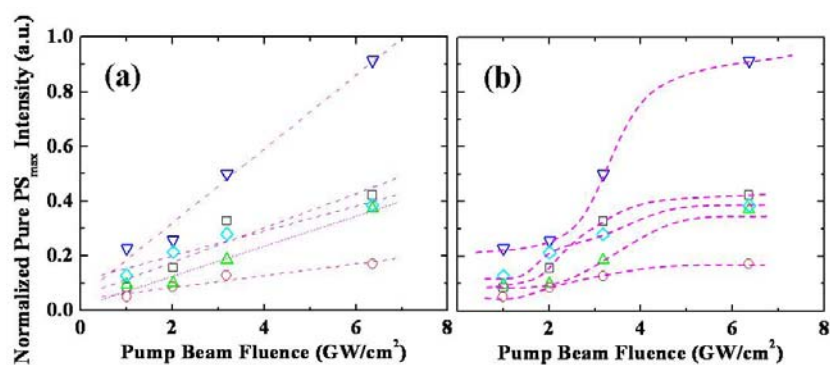 Normalized Pure PSmax Intensity (a.u.)
1.0
0.8
0.6
0.4
0.2
0.0
(a)
0 2 4 6 8
Pump Beam Fluence (GW/cm²)
(b)
2 4 6 8
Pump Beam Fluence (GW/cm²)